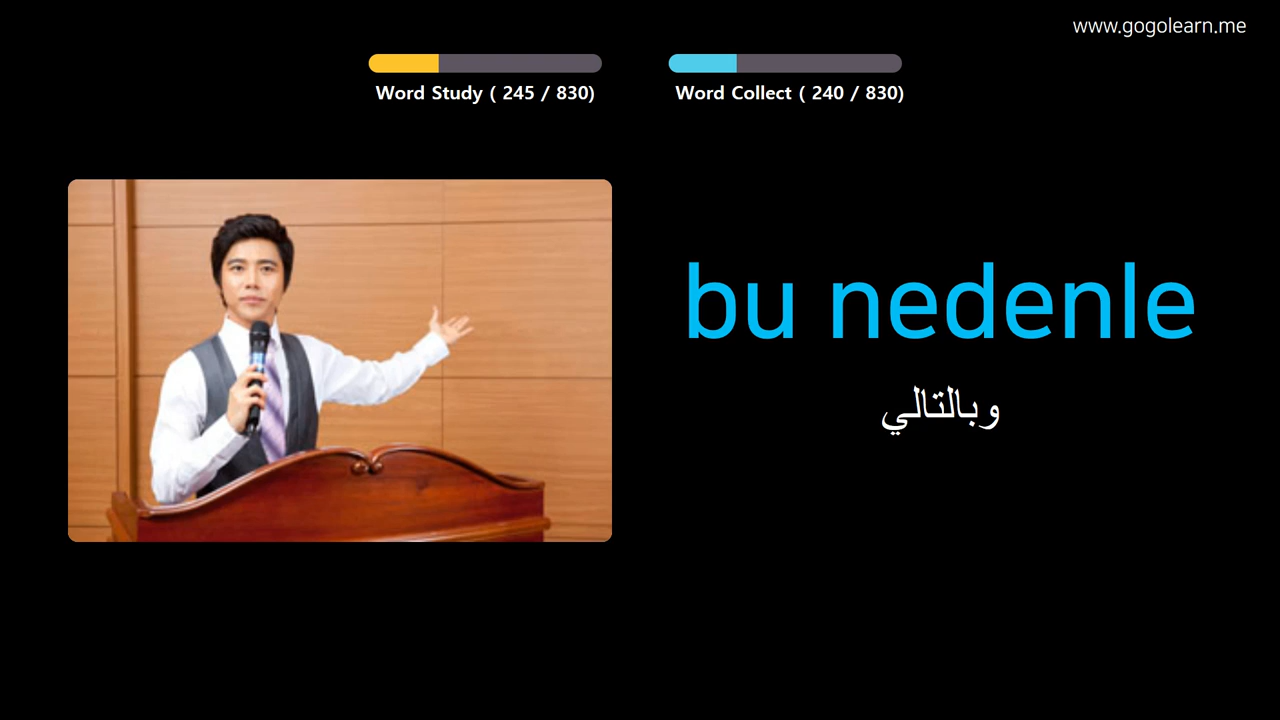 www.gogolearn.me
Word Study ( 245 / 830)
Word Collect ( 240 / 830)
bu nedenle
وبالتالي